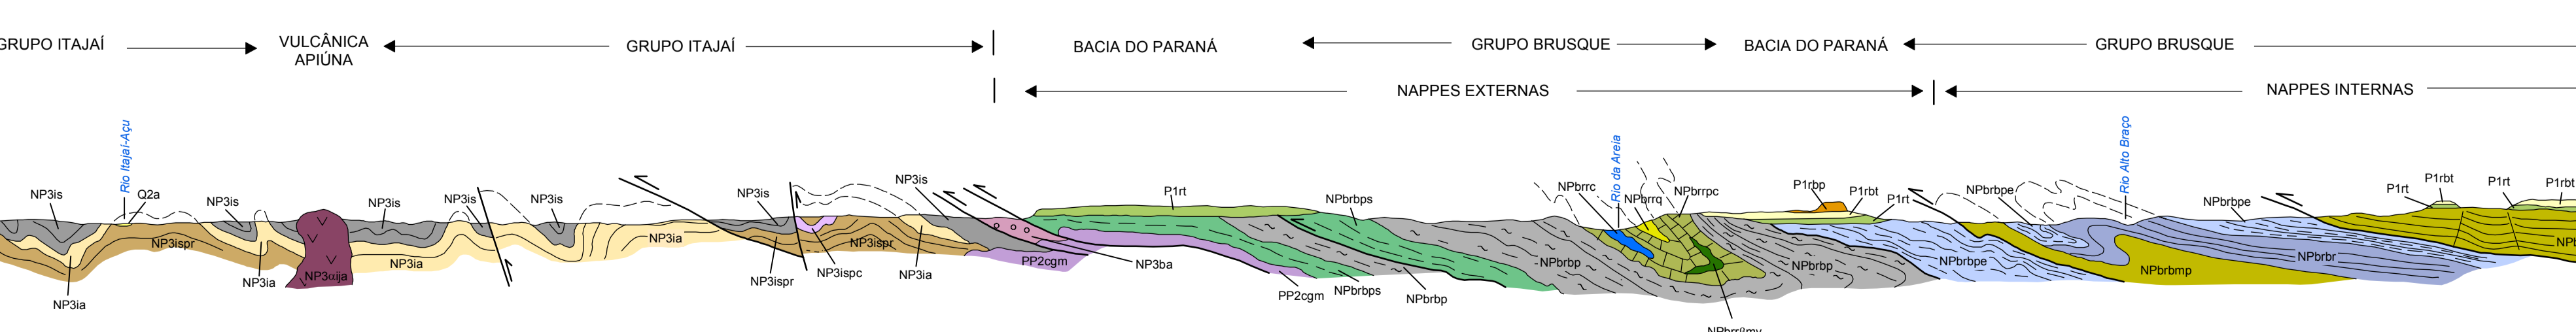 GRUPO ITAJAÍ
VULCÂNICA
APIÚNA
GRUPO ITAJAÍ
BACIA DO PARANÁ
GRUPO BRUSQUE
BACIA DO PARANÁ
GRUPO BRUSQUE
NAPPES EXTERNAS
NAPPES INTERNAS
Rio Itajaí-Açu
Rio da Areia
Rio Alto Braço
NP3is
Q2a
NP3is
NP3is
NP3is
NP3is
NP3is
NP3is
P1rt
NPbrbps
NPbrrc
NPbrrq
NPbrrpc
P1rbp
P1rbt
P1rt
NPbrbpe
NPbrbpe
P1rt
P1rbt
P1rt
P1rbt
NP3ispr
NP3ia
NP3ia
NP3αija
NP3ia
NP3ia
NP3ispr
NP3ispc
NP3ispr
NP3ia
PP2cgm
NP3ba
PP2cgm
NPbrbps
NPbrbp
NPbrbp
NPbrbp
NPbrbpe
NPbrbmp
NPbrbr